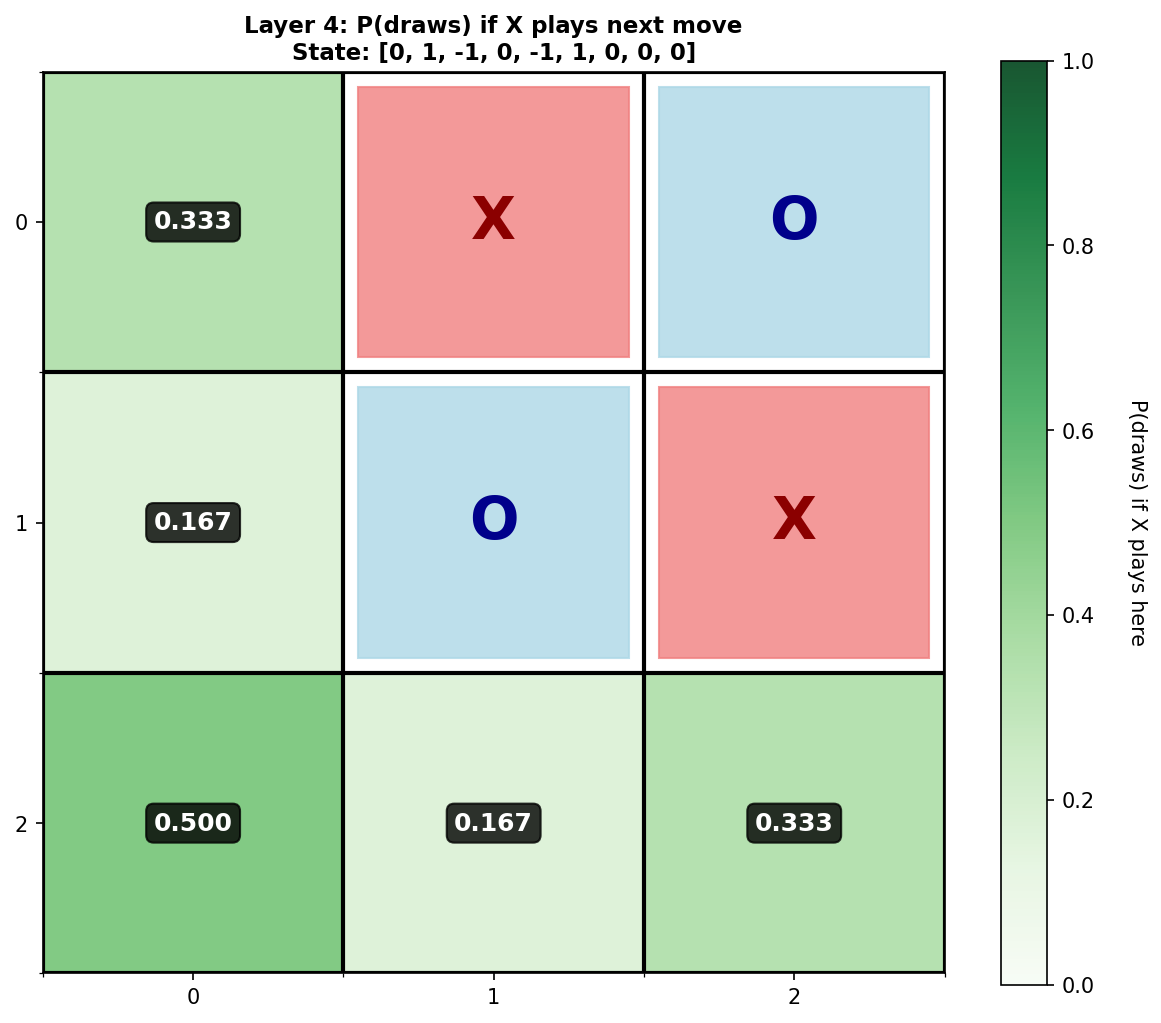 Layer 4: P(draws) if X plays next move
State: [0, 1, -1, 0, -1, 1, 0, 0, 0]
0
0.333
X
O
1
0.167
O
X
2
0.500
0.167
0.333
0
1
2
1.0
0.8
0.6
0.4
0.2
0.0
P(draws) if X plays here